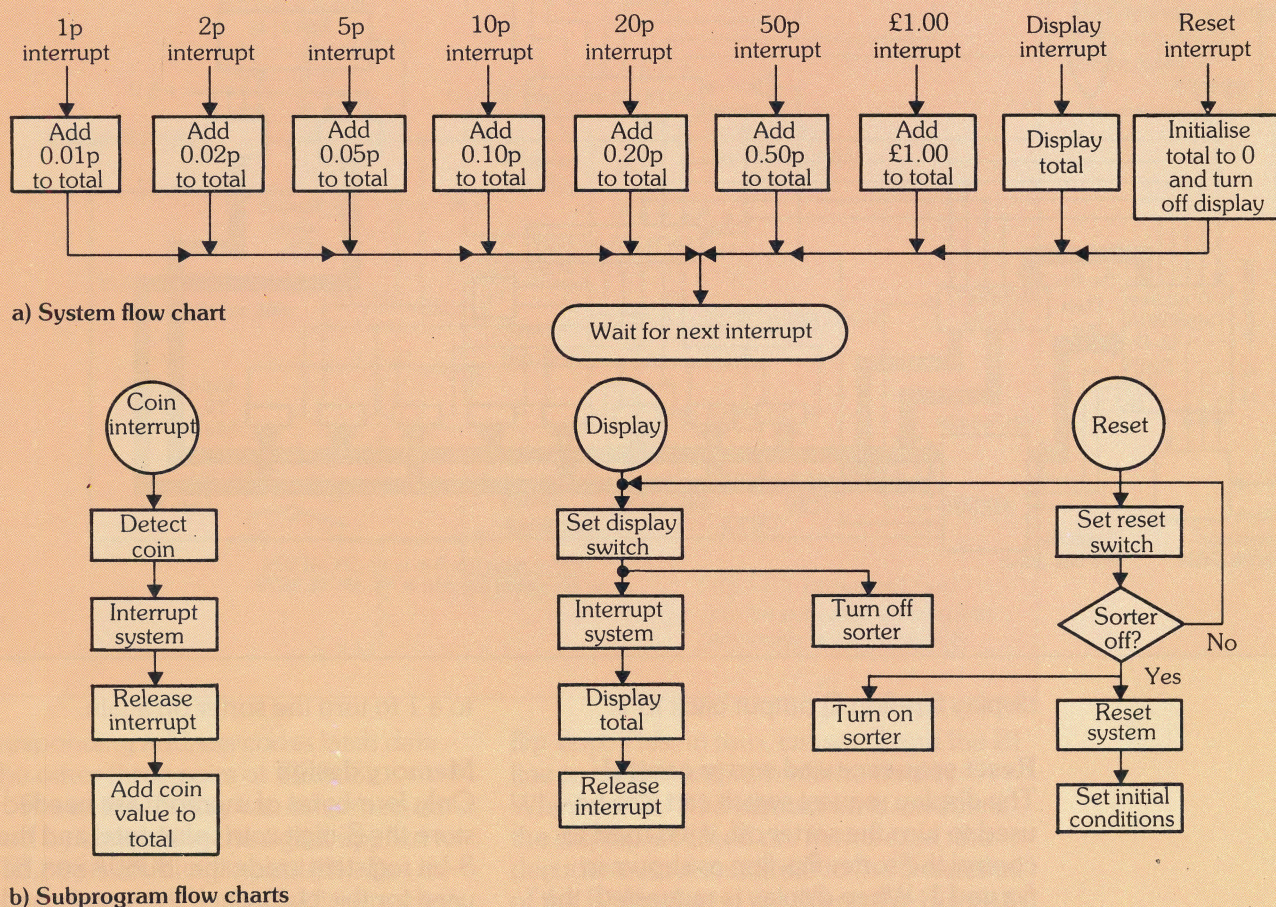 1p
interrupt
2p
interrupt
5p
interrupt
10p
interrupt
20p
interrupt
50p
interrupt
£1.00
interrupt
Display
interrupt
Reset
interrupt
Add
0.01p
to total
Add
0.02p
to total
Add
0.05p
to total
Add
0.10p
to total
Add
0.20p
to total
Add
0.50p
to total
Add
£1.00
to total
Display
total
Initialise
total to 0
and turn
off display
a) System flow chart
Wait for next interrupt
Coin
interrupt
Detect
coin
Interrupt
system
Release
interrupt
Add coin
value to
total
Display
Set display
switch
Interrupt
system
Turn off
sorter
Display
total
Release
interrupt
Reset
Set reset
switch
Sorter
off?
No
Yes
Turn on
sorter
Reset
system
Set initial
conditions
b) Subprogram flow charts